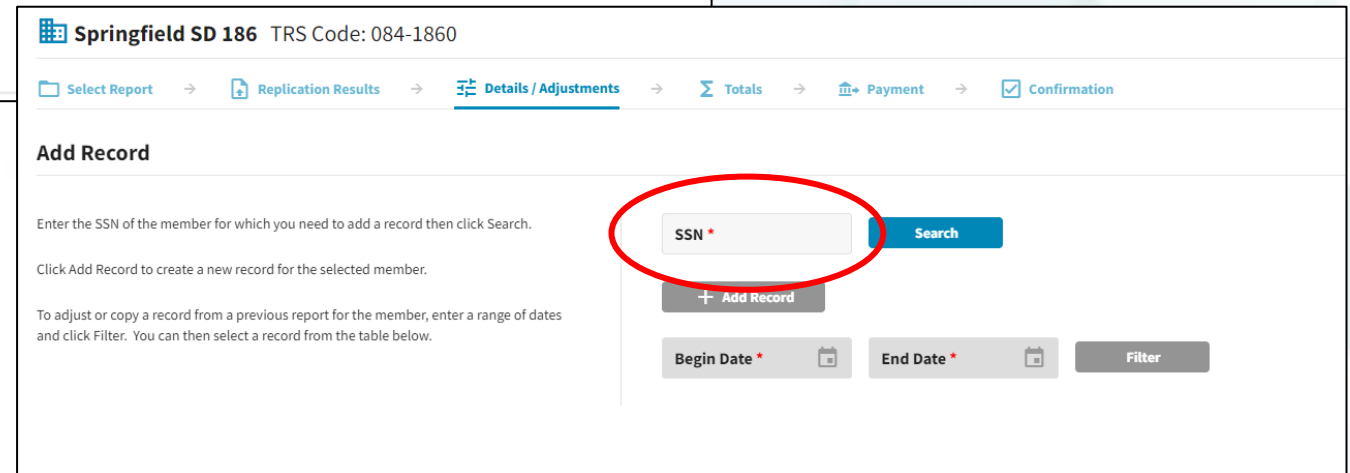 Springfield SD 186 TRS Code: 084-1860
Select Report → Replication Results → Details / Adjustments → Σ Totals → Payment → Confirmation
Add Record
Enter the SSN of the member for which you need to add a record then click Search.
Click Add Record to create a new record for the selected member.
To adjust or copy a record from a previous report for the member, enter a range of dates
and click Filter. You can then select a record from the table below.
SSN *
Search
+ Add Record
Begin Date *
End Date *
Filter